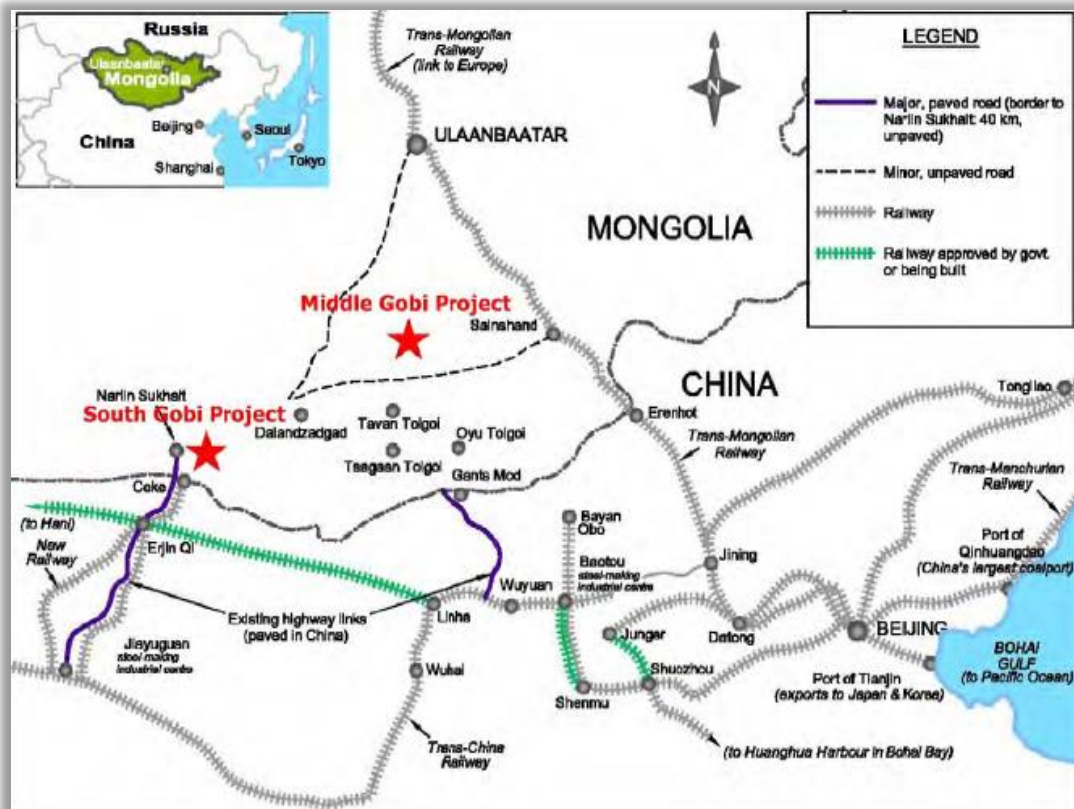 Russia
Ulaanbaatar
Mongolia
China
Beijing
Seoul
Shanghai
Tokyo
Trans-Mongolian
Railway
(link to Europe)
ULAANBAATAR
N
LEGEND
Major, paved road (border to
Nariin Sukhait: 40 km,
unpaved)
Minor, unpaved road
Railway
Railway approved by govt.
or being built
MONGOLIA
Middle Gobi Project
Sainshand
CHINA
Tongliao
Nariin Sukhait
South Gobi Project
Dalandzadgad
Tavan Tolgoi
Oyu Tolgoi
Tsagaan Tolgoi
Gants Mod
Erenhot
Trans-Mongolian
Railway
Trans-Manchurian
Railway
Ceke
(to Hani)
New
Railway
Erjin Qi
Bayan
Obo
Baotou
steel-making
industrial centre
Jining
Port of
Qinhuangdao
(China's largest coalport)
Existing highway links
(paved in China)
Linhe
Wuyuan
Jungar
Datong
BEIJING
BOHAI
GULF
(to Pacific Ocean)
Jiayuguan
steel-making
industrial centre
Wuhai
Shenmu
Shuozhou
Port of Tianjin
(exports to Japan & Korea)
Trans-China
Railway
(to Huanghua Harbour in Bohai Bay)